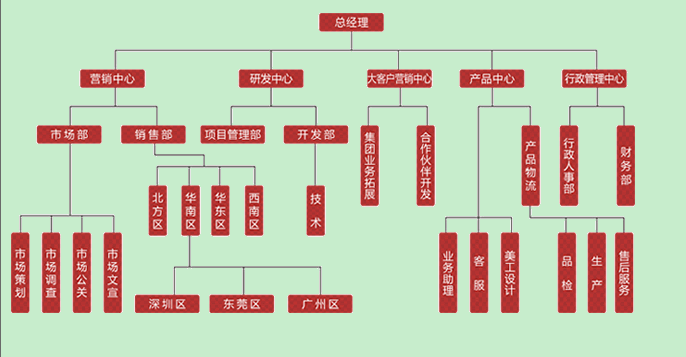 总经理
营销中心
研发中心
大客户营销中心
产品中心
行政管理中心
市场部
销售部
项目管理部
开发部
集团业务拓展
合作伙伴开发
产品物流
行政人事部
财务部
北方区
华南区
华东区
西南区
技术
市场策划
市场调查
市场公关
市场文宣
业务助理
客服
美工设计
品检
生产
售后服务
深圳区
东莞区
广州区